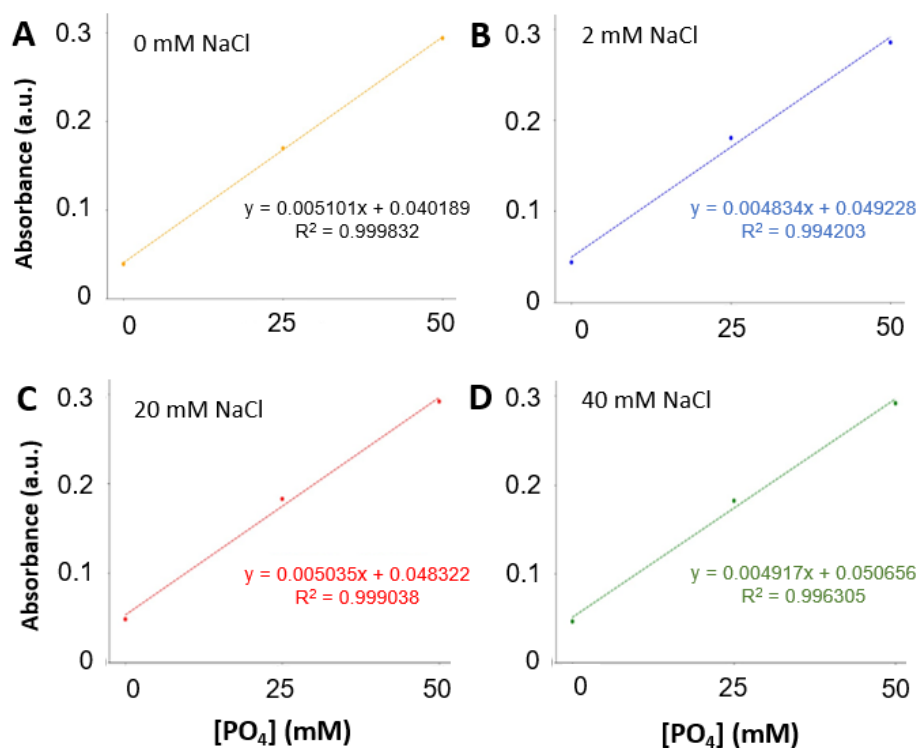 A
0 mM NaCl
Absorbance (a.u.)
0.3
0.2
0.1
0
y = 0.005101x + 0.040189
R² = 0.999832
0
25
50
B
2 mM NaCl
0.3
0.2
0.1
0
y = 0.004834x + 0.049228
R² = 0.994203
0
25
50
C
20 mM NaCl
Absorbance (a.u.)
0.3
0.2
0.1
0
y = 0.005035x + 0.048322
R² = 0.999038
0
25
50
[PO₄] (mM)
D
40 mM NaCl
0.3
0.2
0.1
0
y = 0.004917x + 0.050656
R² = 0.996305
0
25
50
[PO₄] (mM)